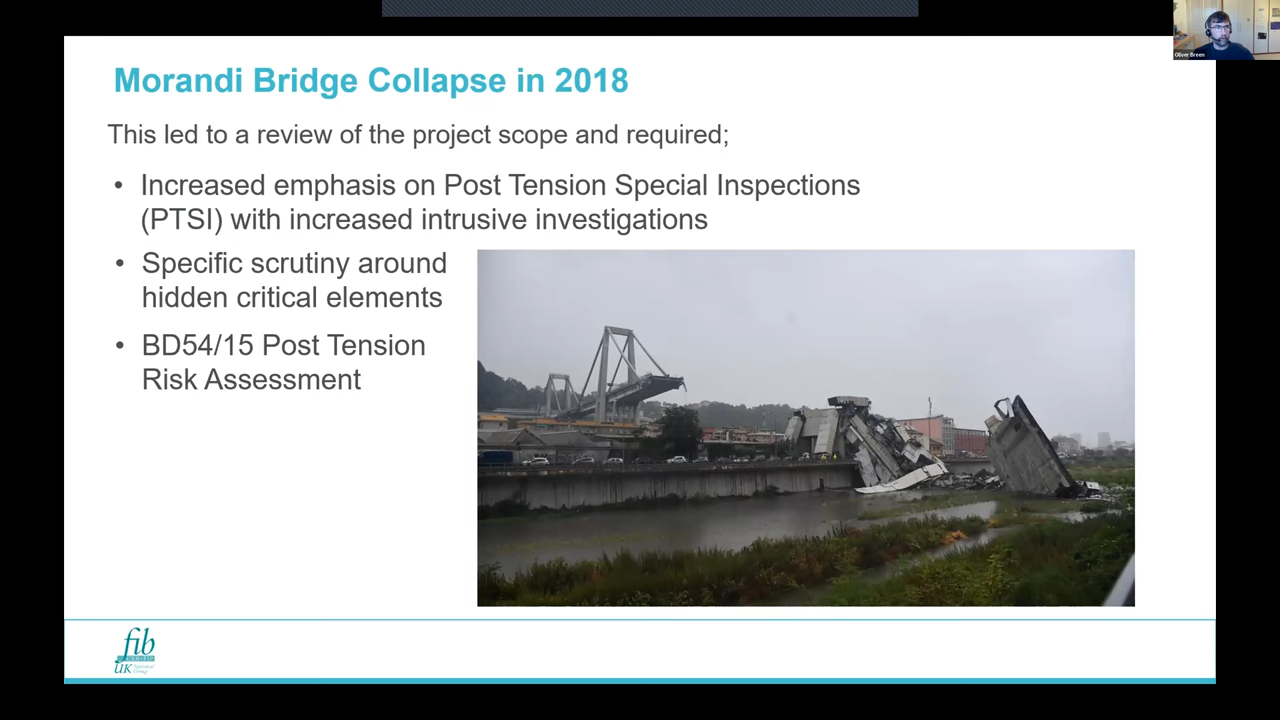 Oliver Breen
Morandi Bridge Collapse in 2018
This led to a review of the project scope and required;
• Increased emphasis on Post Tension Special Inspections
(PTSI) with increased intrusive investigations
• Specific scrutiny around
hidden critical elements
• BD54/15 Post Tension
Risk Assessment
fib
UK National
Group